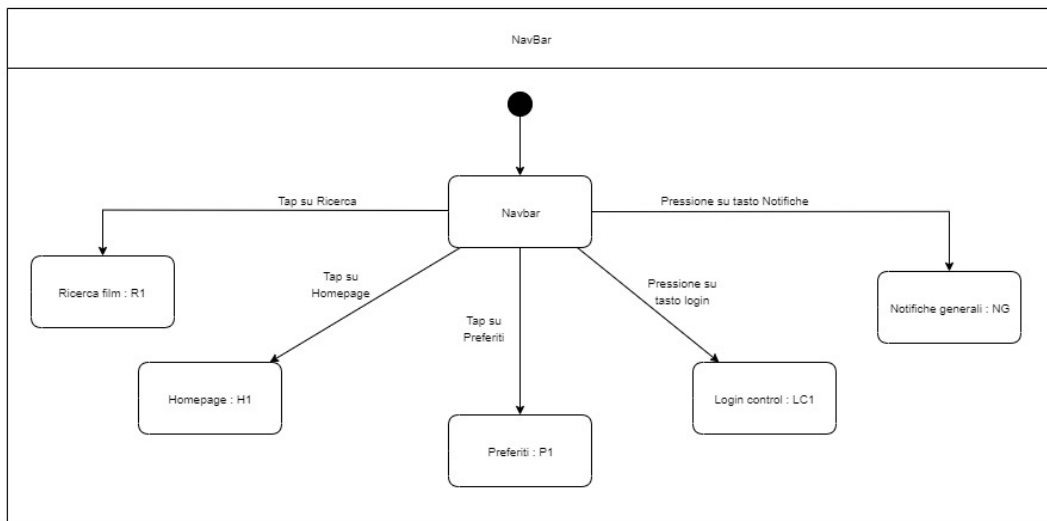 NavBar
Navbar
Tap su Ricerca
Pressione su tasto Notifiche
Ricerca film : R1
Tap su
Homepage
Pressione su
tasto login
Notifiche generali : NG
Tap su
Preferiti
Homepage : H1
Login control : LC1
Preferiti : P1